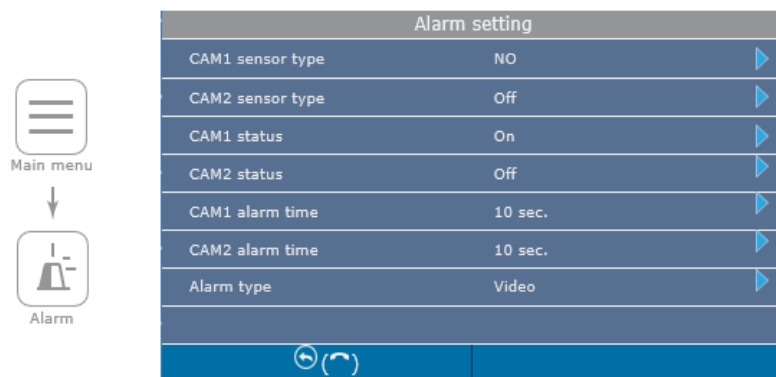 Alarm setting
CAM1 sensor type NO
CAM2 sensor type Off
CAM1 status On
CAM2 status Off
CAM1 alarm time 10 sec.
CAM2 alarm time 10 sec.
Alarm type Video
Main menu
Alarm